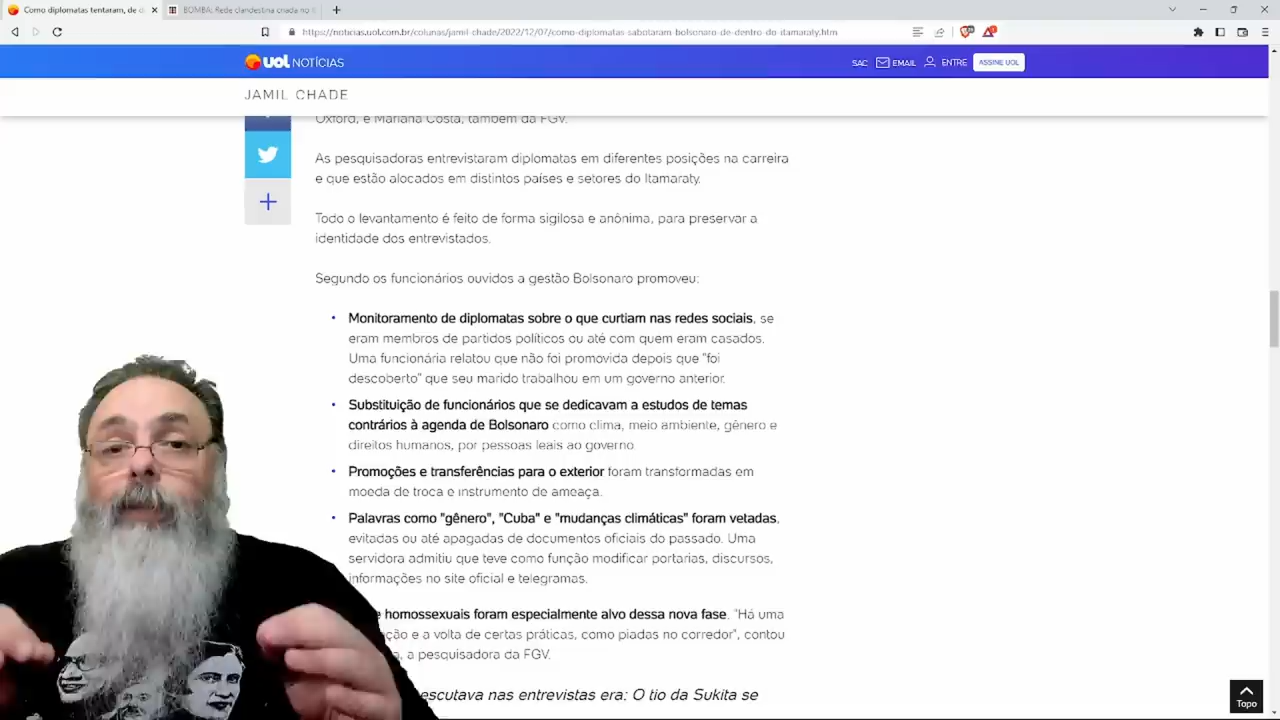 Como diplomatas tentaram, de d
BOMBA: Rede clandestina criada no I
https://noticias.uol.com.br/colunas/jamil-chade/2022/12/07/como-diplomatas-sabotaram-bolsonaro-de-dentro-do-itamaraty.htm
uol NOTÍCIAS
SAC EMAIL ENTRE ASSINE UOL
JAMIL CHADE
Oxford, e Mariana Costa, também da FGV.
As pesquisadoras entrevistaram diplomatas em diferentes posições na carreira
e que estão alocados em distintos países e setores do Itamaraty.
Todo o levantamento é feito de forma sigilosa e anônima, para preservar a
identidade dos entrevistados.
Segundo os funcionários ouvidos a gestão Bolsonaro promoveu:
• Monitoramento de diplomatas sobre o que curtiam nas redes sociais, se
eram membros de partidos políticos ou até com quem eram casados.
Uma funcionária relatou que não foi promovida depois que "foi
descoberto" que seu marido trabalhou em um governo anterior.
• Substituição de funcionários que se dedicavam a estudos de temas
contrários à agenda de Bolsonaro como clima, meio ambiente, gênero e
direitos humanos, por pessoas leais ao governo
• Promoções e transferências para o exterior foram transformadas em
moeda de troca e instrumento de ameaça.
• Palavras como "gênero", "Cuba" e "mudanças climáticas" foram vetadas,
evitadas ou até apagadas de documentos oficiais do passado. Uma
servidora admitiu que teve como função modificar portarias, discursos,
informações no site oficial e telegramas.
e homossexuais foram especialmente alvo dessa nova fase. "Há uma
ção e a volta de certas práticas, como piadas no corredor", contou
a, a pesquisadora da FGV.
escutava nas entrevistas era: O tio da Sukita se
Topo